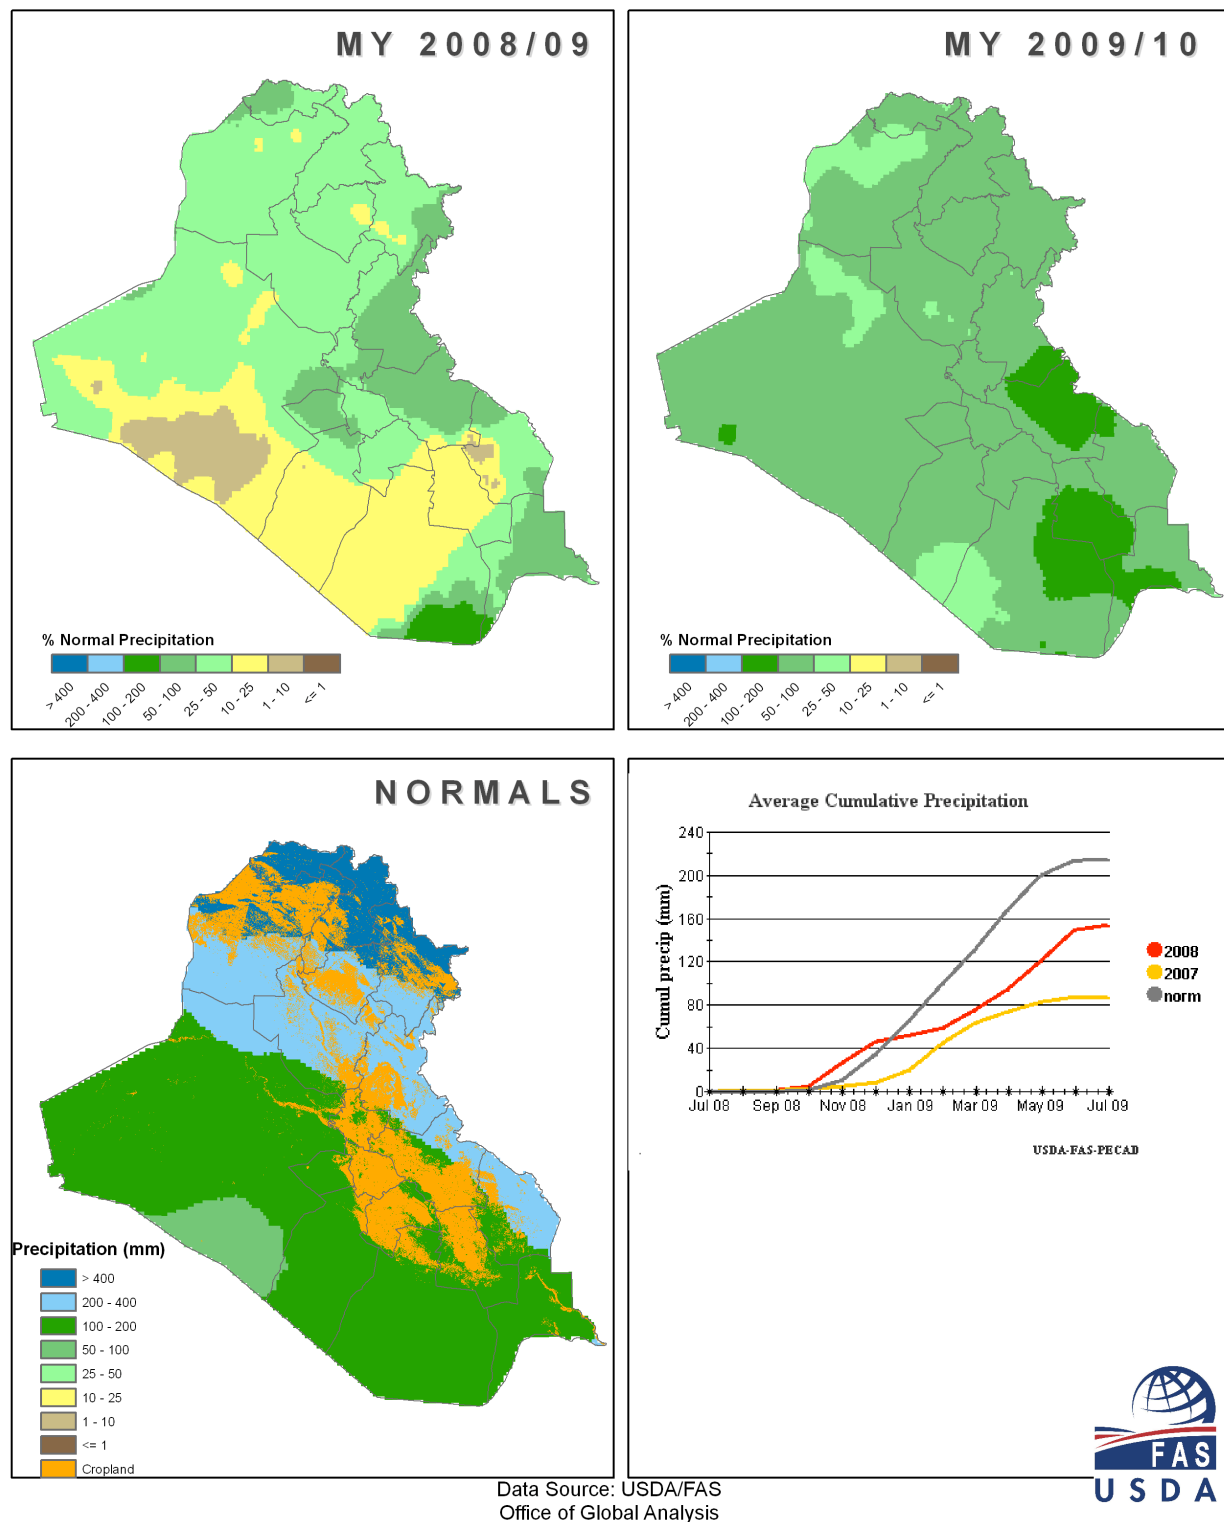 MY 2008/09
% Normal Precipitation
> 400
200 - 400
100 - 200
50 - 100
25 - 50
10 - 25
1 - 10
<= 1
MY 2009/10
% Normal Precipitation
> 400
200 - 400
100 - 200
50 - 100
25 - 50
10 - 25
1 - 10
<= 1
NORMALS
Precipitation (mm)
> 400
200 - 400
100 - 200
50 - 100
25 - 50
10 - 25
1 - 10
<= 1
Cropland
Average Cumulative Precipitation
Cumul precip (mm)
240
200
160
120
80
40
0
Jul 08 Sep 08 Nov 08 Jan 09 Mar 09 May 09 Jul 09
2008
2007
norm
USDA-FAS-PECAD
FAS
USDA
Data Source: USDA/FAS
Office of Global Analysis